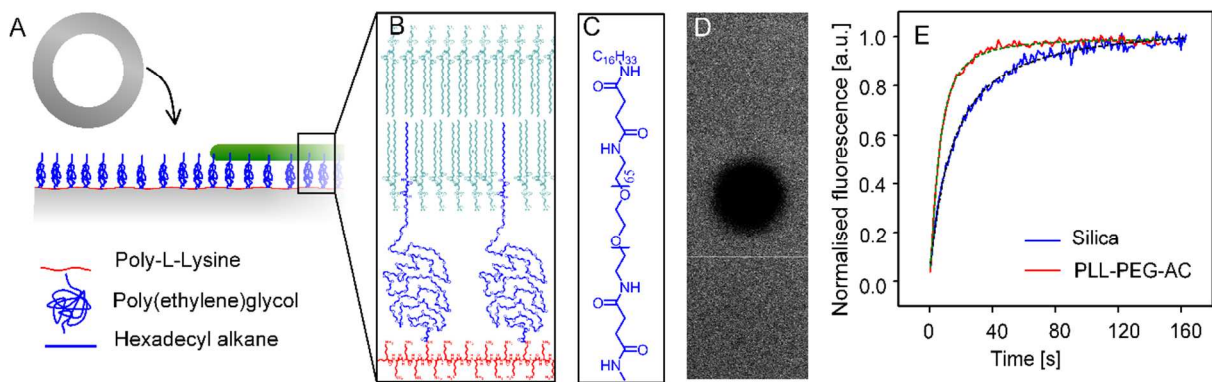 A
Poly-L-Lysine
Poly(ethylene)glycol
Hexadecyl alkane
B
C
C16H33
NH
O
O
HN
O
65
O
NH
O
O
HN
D
E
Normalised fluorescence [a.u.]
1.0
0.8
0.6
0.4
0.2
0.0
Silica
PLL-PEG-AC
0
40
80
120
160
Time [s]